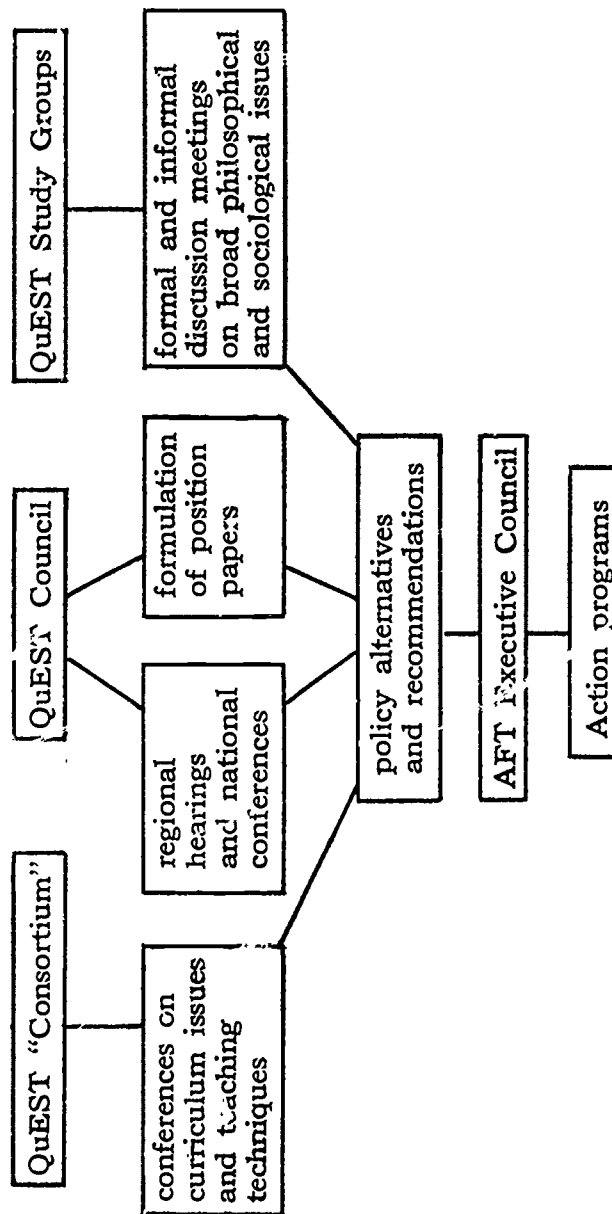 QuEST "Consortium"
QuEST Council
QuEST Study Groups
conferences on
curriculum issues
and teaching
techniques
regional
hearings
and national
conferences
formulation
of position
papers
formal and informal
discussion meetings
on broad philosophical
and sociological issues
policy alternatives
and recommendations
AFT Executive Council
Action programs